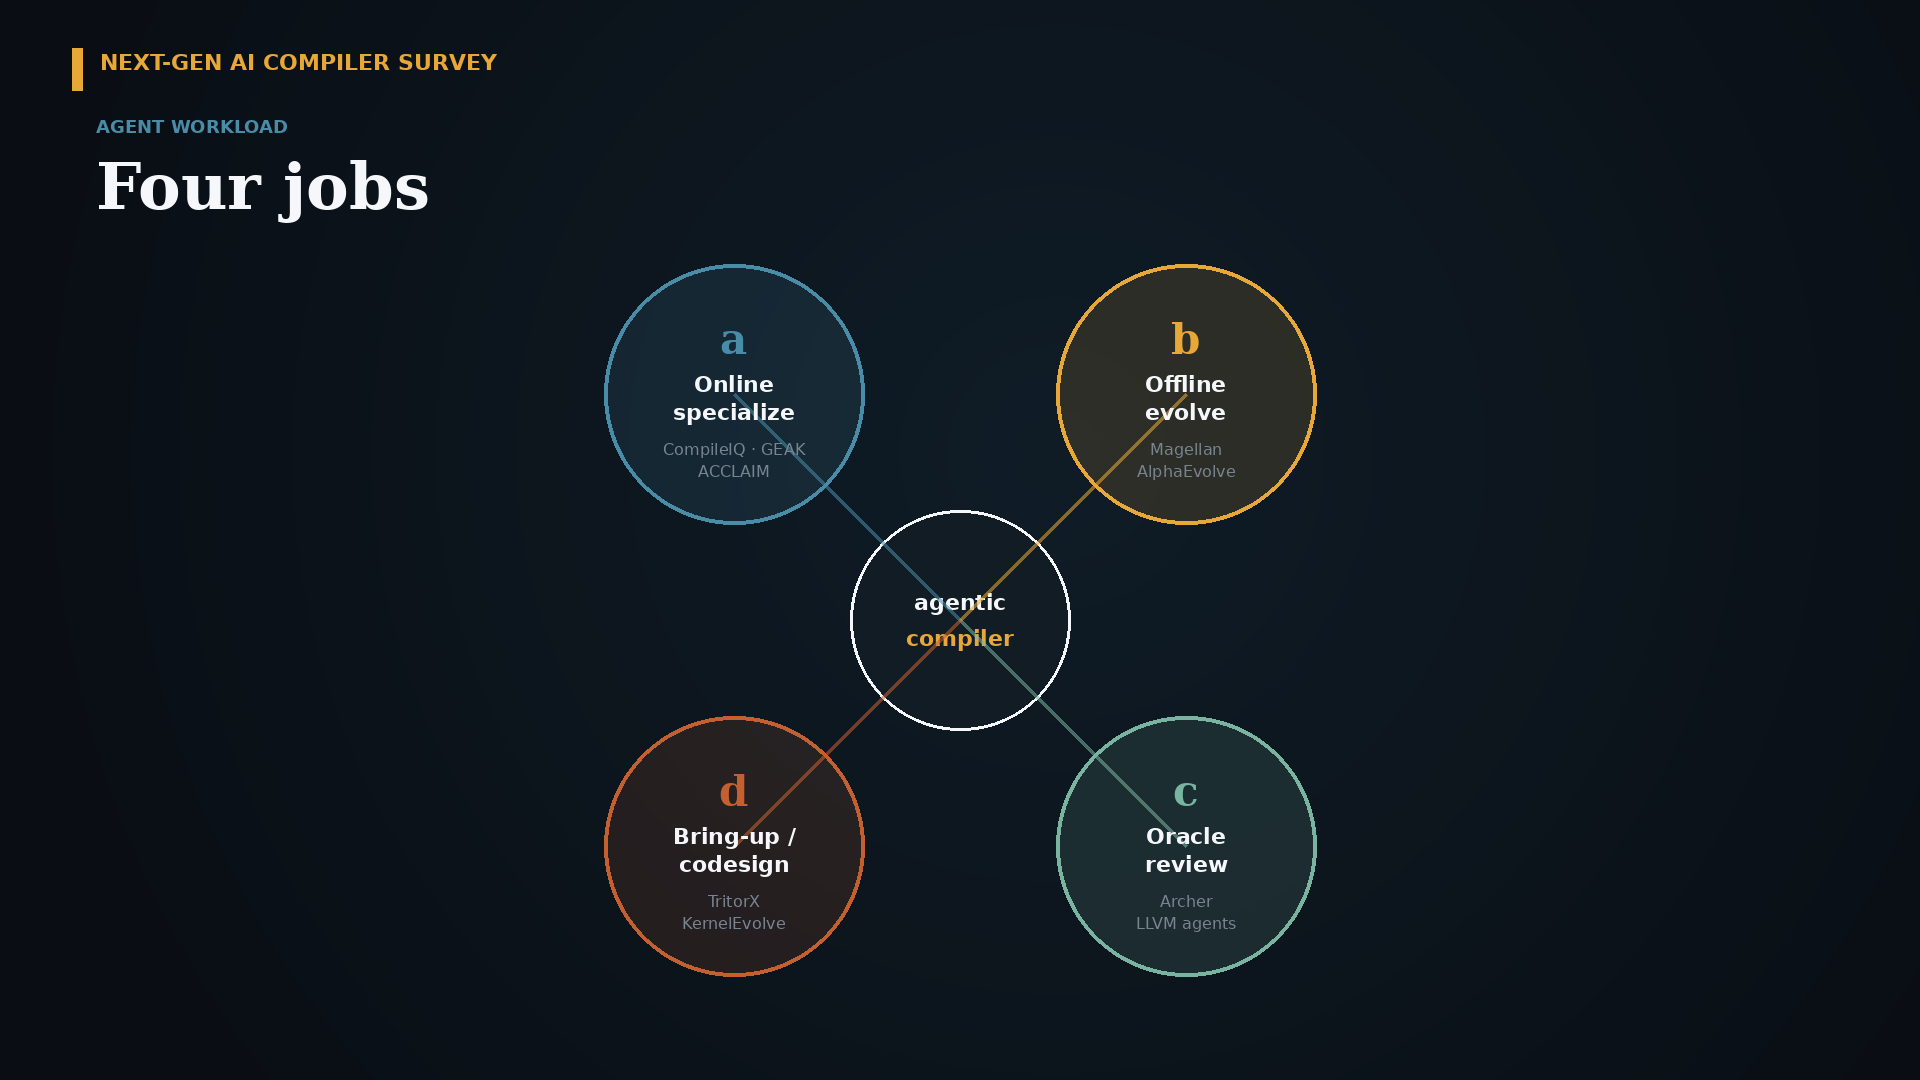 NEXT-GEN AI COMPILER SURVEY
AGENT WORKLOAD
Four jobs
a
Online
specialize
CompileIQ · GEAK
ACCLAIM
b
Offline
evolve
Magellan
AlphaEvolve
agentic
compiler
d
Bring-up /
codesign
TritorX
KernelEvolve
c
Oracle
review
Archer
LLVM agents